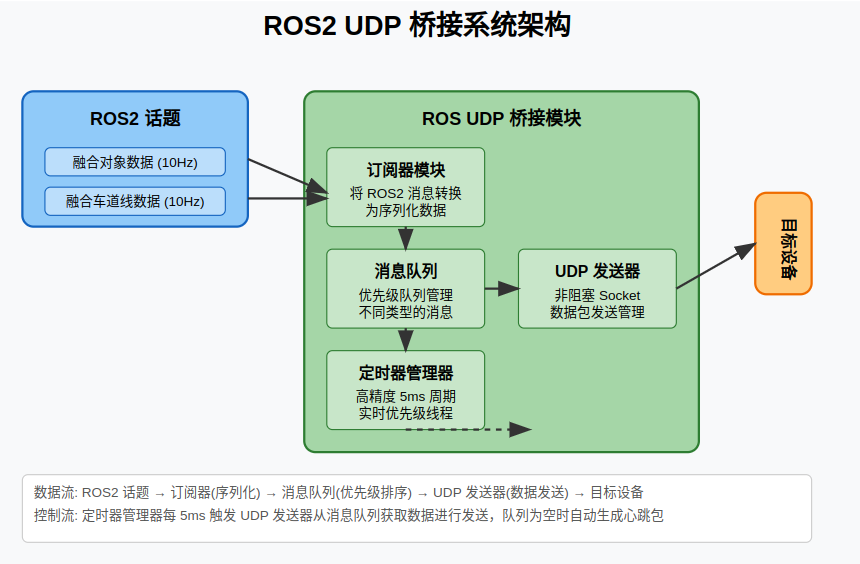 ROS2 UDP 桥接系统架构
ROS2 话题
融合对象数据 (10Hz)
融合车道线数据 (10Hz)
ROS UDP 桥接模块
订阅器模块
将 ROS2 消息转换
为序列化数据
消息队列
优先级队列管理
不同类型的消息
UDP 发送器
非阻塞 Socket
数据包发送管理
定时器管理器
高精度 5ms 周期
实时优先级线程
目标设备
数据流: ROS2 话题 → 订阅器(序列化) → 消息队列(优先级排序) → UDP 发送器(数据发送) → 目标设备
控制流: 定时器管理器每 5ms 触发 UDP 发送器从消息队列获取数据进行发送，队列为空时自动生成心跳包